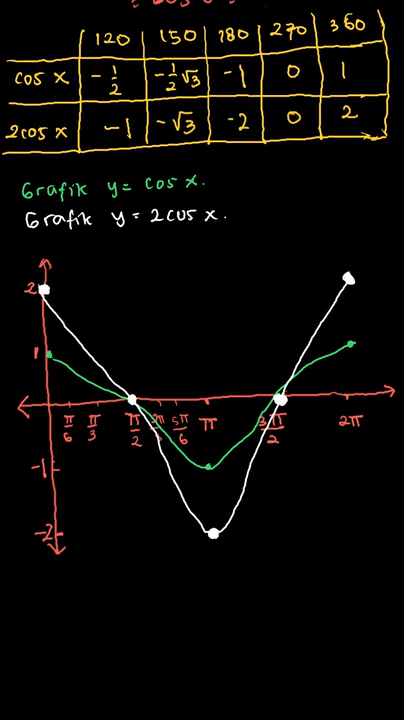 120 150 180 270 360
cos x -1/2 -1/2√3 -1 0 1
2cos x -1 -√3 -2 0 2
Grafik y = cos x.
Grafik y = 2cos x.
2
1
π/6 π/3 π/2 5π/6 π 3π/2 2π
-1
-2